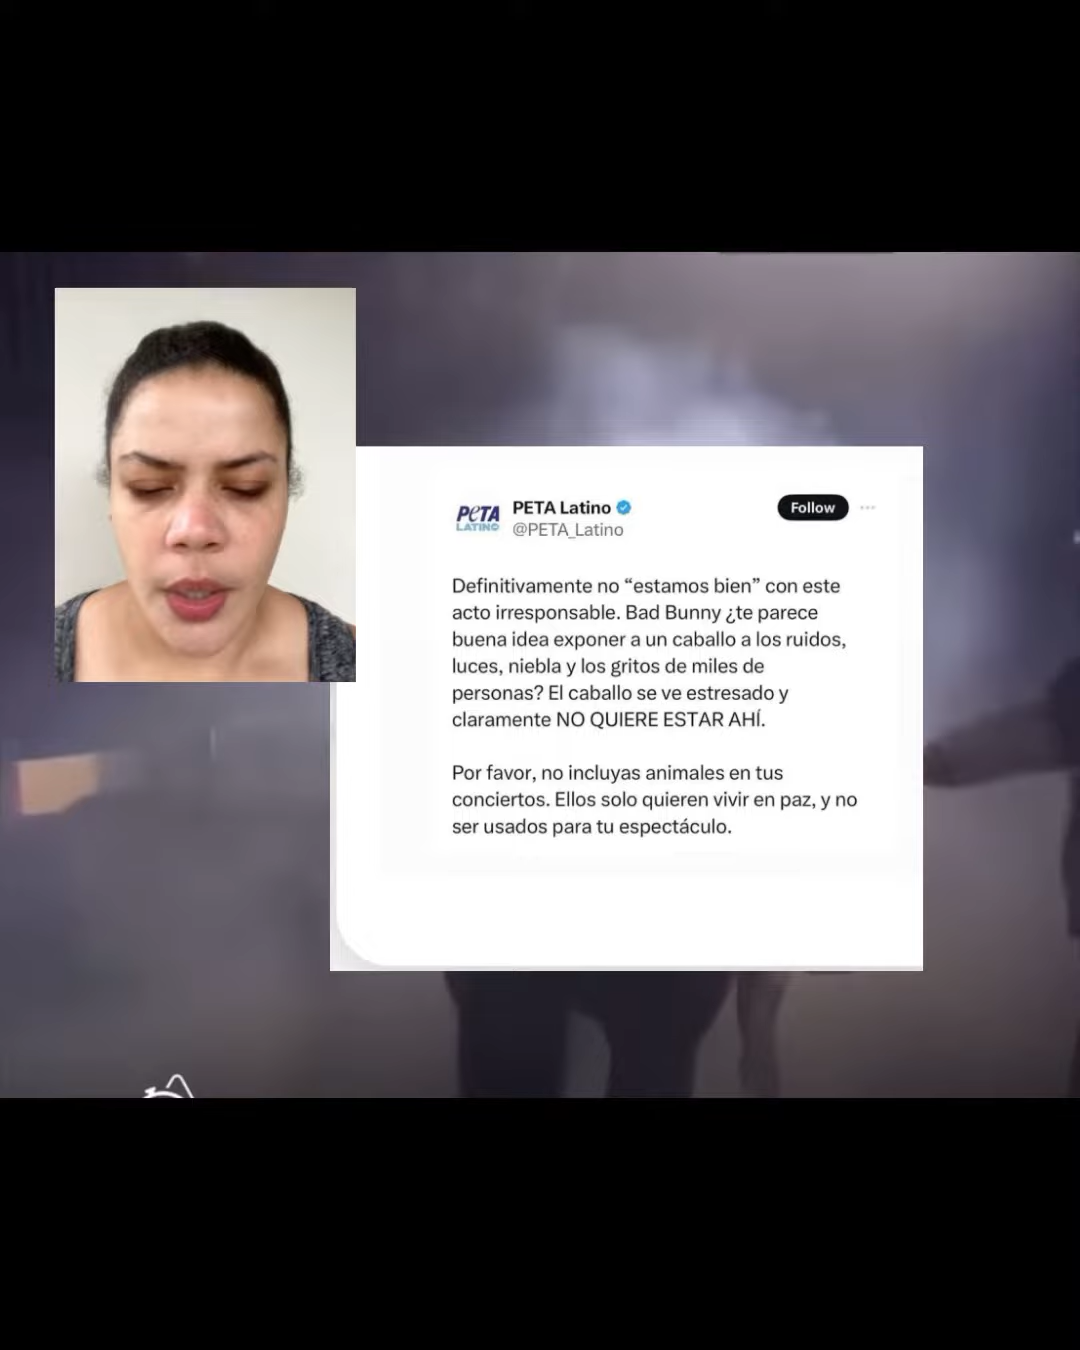 PETA
LATINO
PETA Latino
@PETA_Latino
Follow
Definitivamente no “estamos bien” con este
acto irresponsable. Bad Bunny ¿te parece
buena idea exponer a un caballo a los ruidos,
luces, niebla y los gritos de miles de
personas? El caballo se ve estresado y
claramente NO QUIERE ESTAR AHÍ.
Por favor, no incluyas animales en tus
conciertos. Ellos solo quieren vivir en paz, y no
ser usados para tu espectáculo.